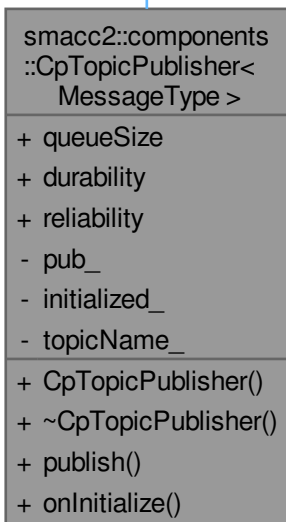 smacc2::components
::CpTopicPublisher<
MessageType >
+ queueSize
+ durability
+ reliability
- pub_
- initialized_
- topicName_
+ CpTopicPublisher()
+ ~CpTopicPublisher()
+ publish()
+ onInitialize()